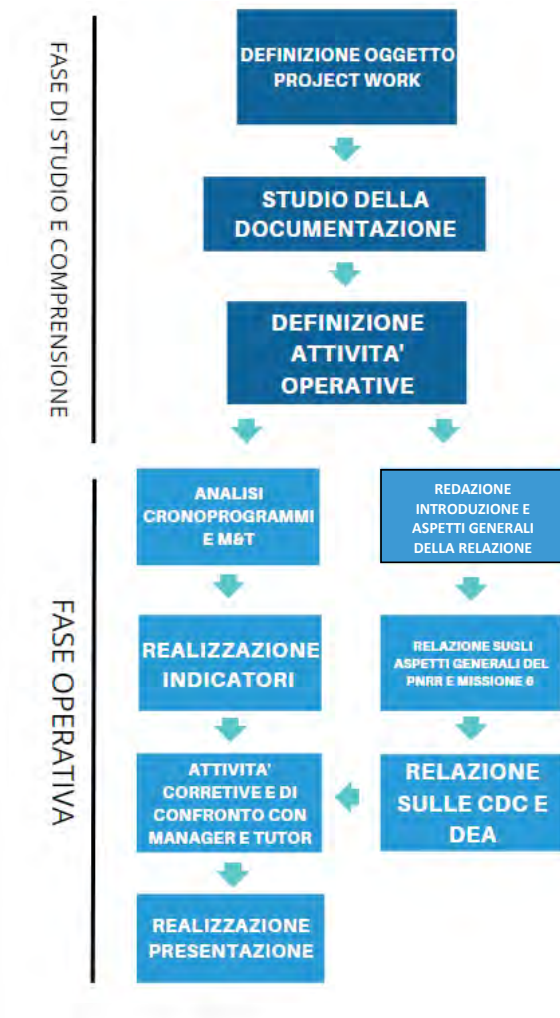 FASE DI STUDIO E COMPRENSIONE
DEFINIZIONE OGGETTO
PROJECT WORK
STUDIO DELLA
DOCUMENTAZIONE
DEFINIZIONE
ATTIVITA'
OPERATIVE
FASE OPERATIVA
ANALISI
CRONOPROGRAMMI
E M&T
REDAZIONE
INTRODUZIONE E
ASPETTI GENERALI
DELLA RELAZIONE
REALIZZAZIONE
INDICATORI
RELAZIONE SUGLI
ASPETTI GENERALI DEL
PNRR E MISSIONE 6
ATTIVITA'
CORRETIVE E DI
CONFRONTO CON
MANAGER E TUTOR
RELAZIONE
SULLE CDC E
DEA
REALIZZAZIONE
PRESENTAZIONE